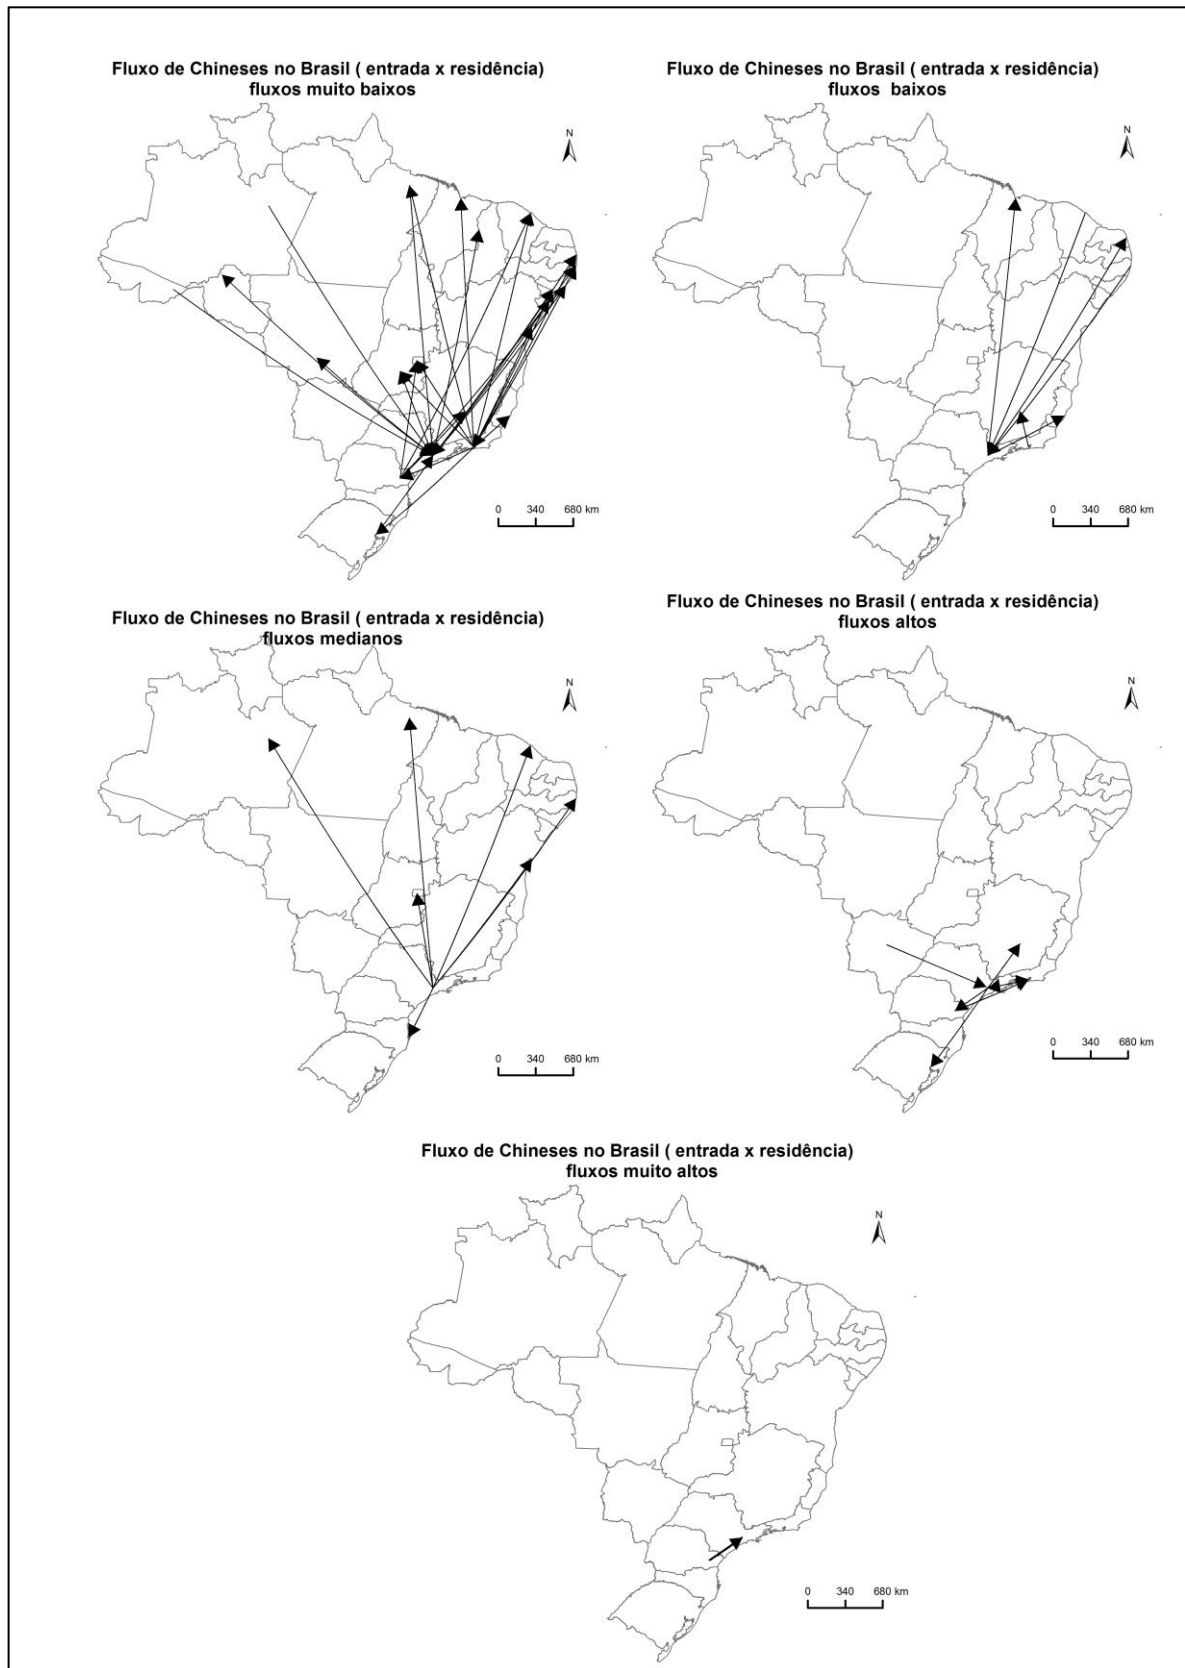 Fluxo de Chineses no Brasil ( entrada x residência)
fluxos muito baixos
N
0 340 680 km
Fluxo de Chineses no Brasil ( entrada x residência)
fluxos  baixos
N
0 340 680 km
Fluxo de Chineses no Brasil ( entrada x residência)
fluxos medianos
N
0 340 680 km
Fluxo de Chineses no Brasil ( entrada x residência)
fluxos altos
N
0 340 680 km
Fluxo de Chineses no Brasil ( entrada x residência)
fluxos muito altos
N
0 340 680 km